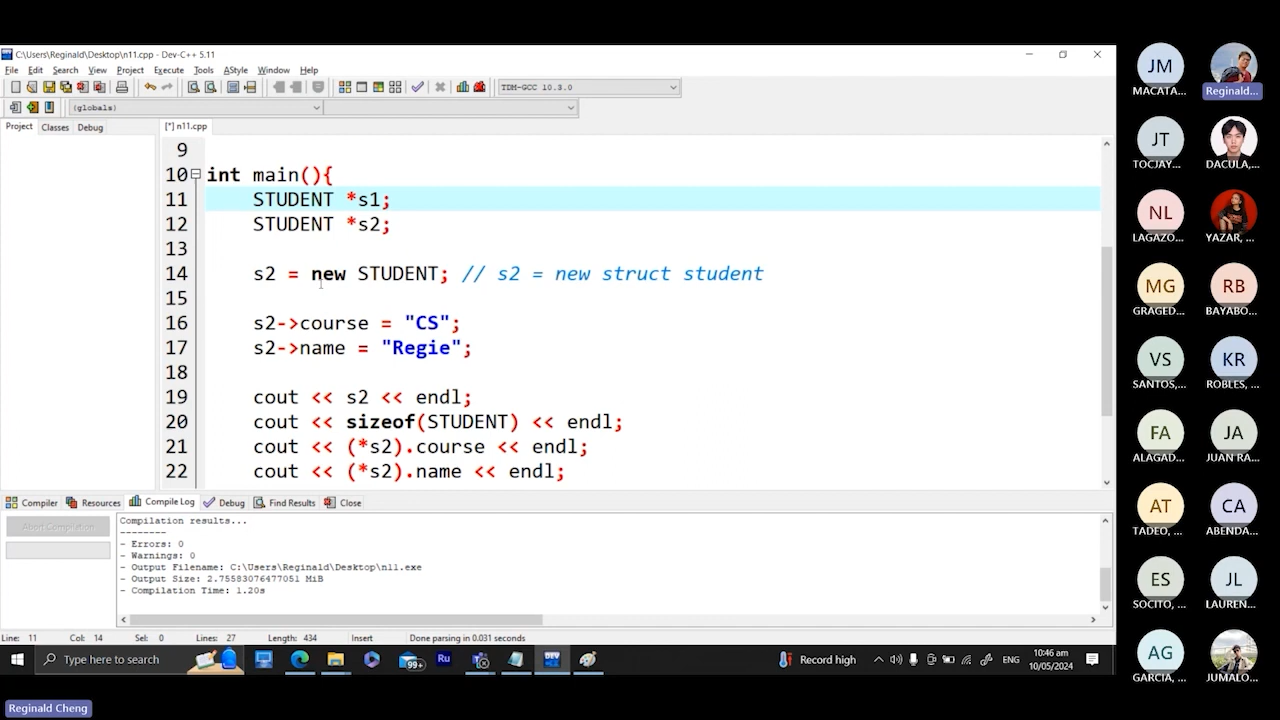 C:\Users\Reginald\Desktop\n11.cpp - Dev-C++ 5.11
File Edit Search View Project Execute Tools AStyle Window Help
TDM-GCC 10.3.0
(globals)
Project Classes Debug
[*] n11.cpp
9
10 int main(){
11 STUDENT *s1;
12 STUDENT *s2;
13
14 s2 = new STUDENT; // s2 = new struct student
15
16 s2->course = "CS";
17 s2->name = "Regie";
18
19 cout << s2 << endl;
20 cout << sizeof(STUDENT) << endl;
21 cout << (*s2).course << endl;
22 cout << (*s2).name << endl;
Compiler Resources Compile Log Debug Find Results Close
Abort Compilation
Compilation results...
--------
- Errors: 0
- Warnings: 0
- Output Filename: C:\Users\Reginald\Desktop\n11.exe
- Output Size: 2.75583076477051 MiB
- Compilation Time: 1.20s
Line: 11 Col: 14 Sel: 0 Lines: 27 Length: 434 Insert Done parsing in 0.031 seconds
Type here to search
99+
Ru
DEV
Record high
ENG
10:46 am
10/05/2024
Reginald Cheng
JM
MACATA...
Reginald...
JT
TOCJAY...
DACULA,...
NL
LAGAZO...
YAZAR, ...
MG
GRAGED...
RB
BAYABO...
VS
SANTOS,...
KR
ROBLES, ...
FA
ALAGAD...
JA
JUAN RA...
AT
TADEO, ...
CA
ABENDA...
ES
SOCITO, ...
JL
LAUREN...
AG
GARCIA, ...
JUMALO...